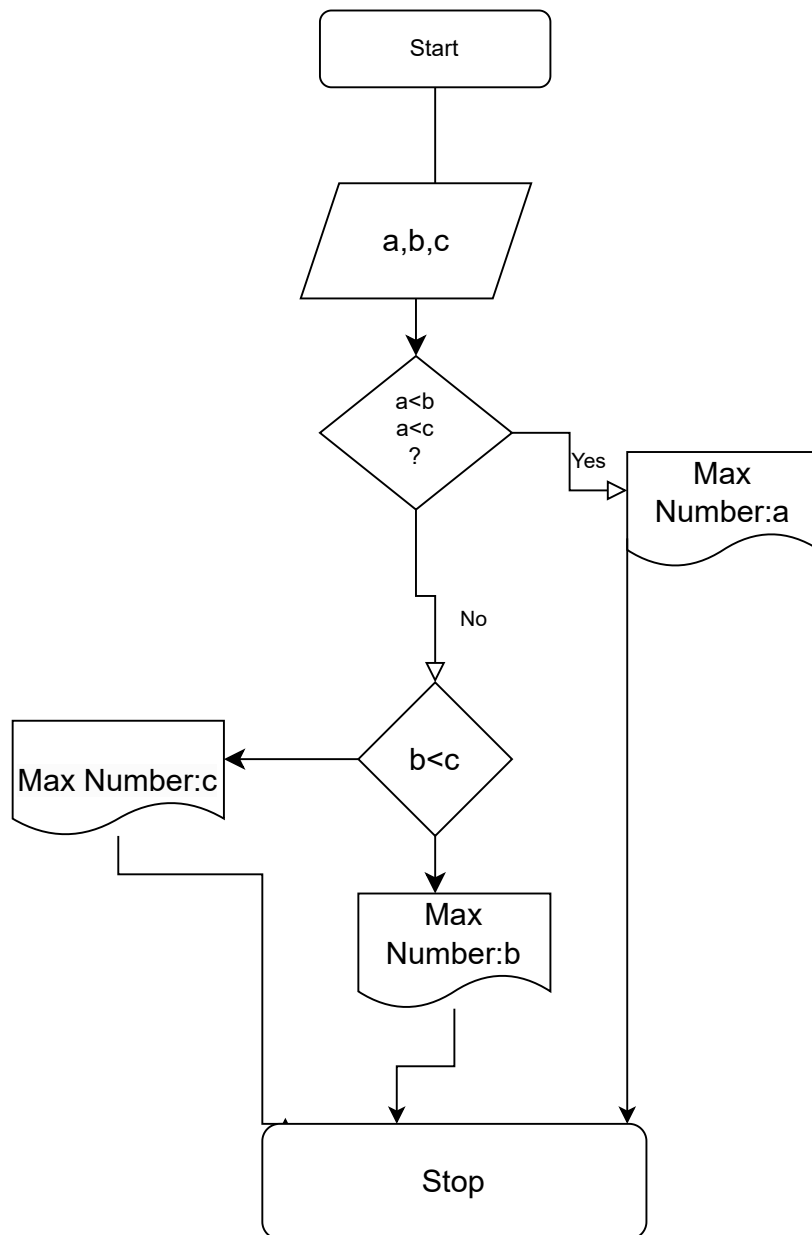 Start
a,b,c
a<b
a<c
?
Yes
Max
Number:a
No
b<c
Max Number:c
Max
Number:b
Stop